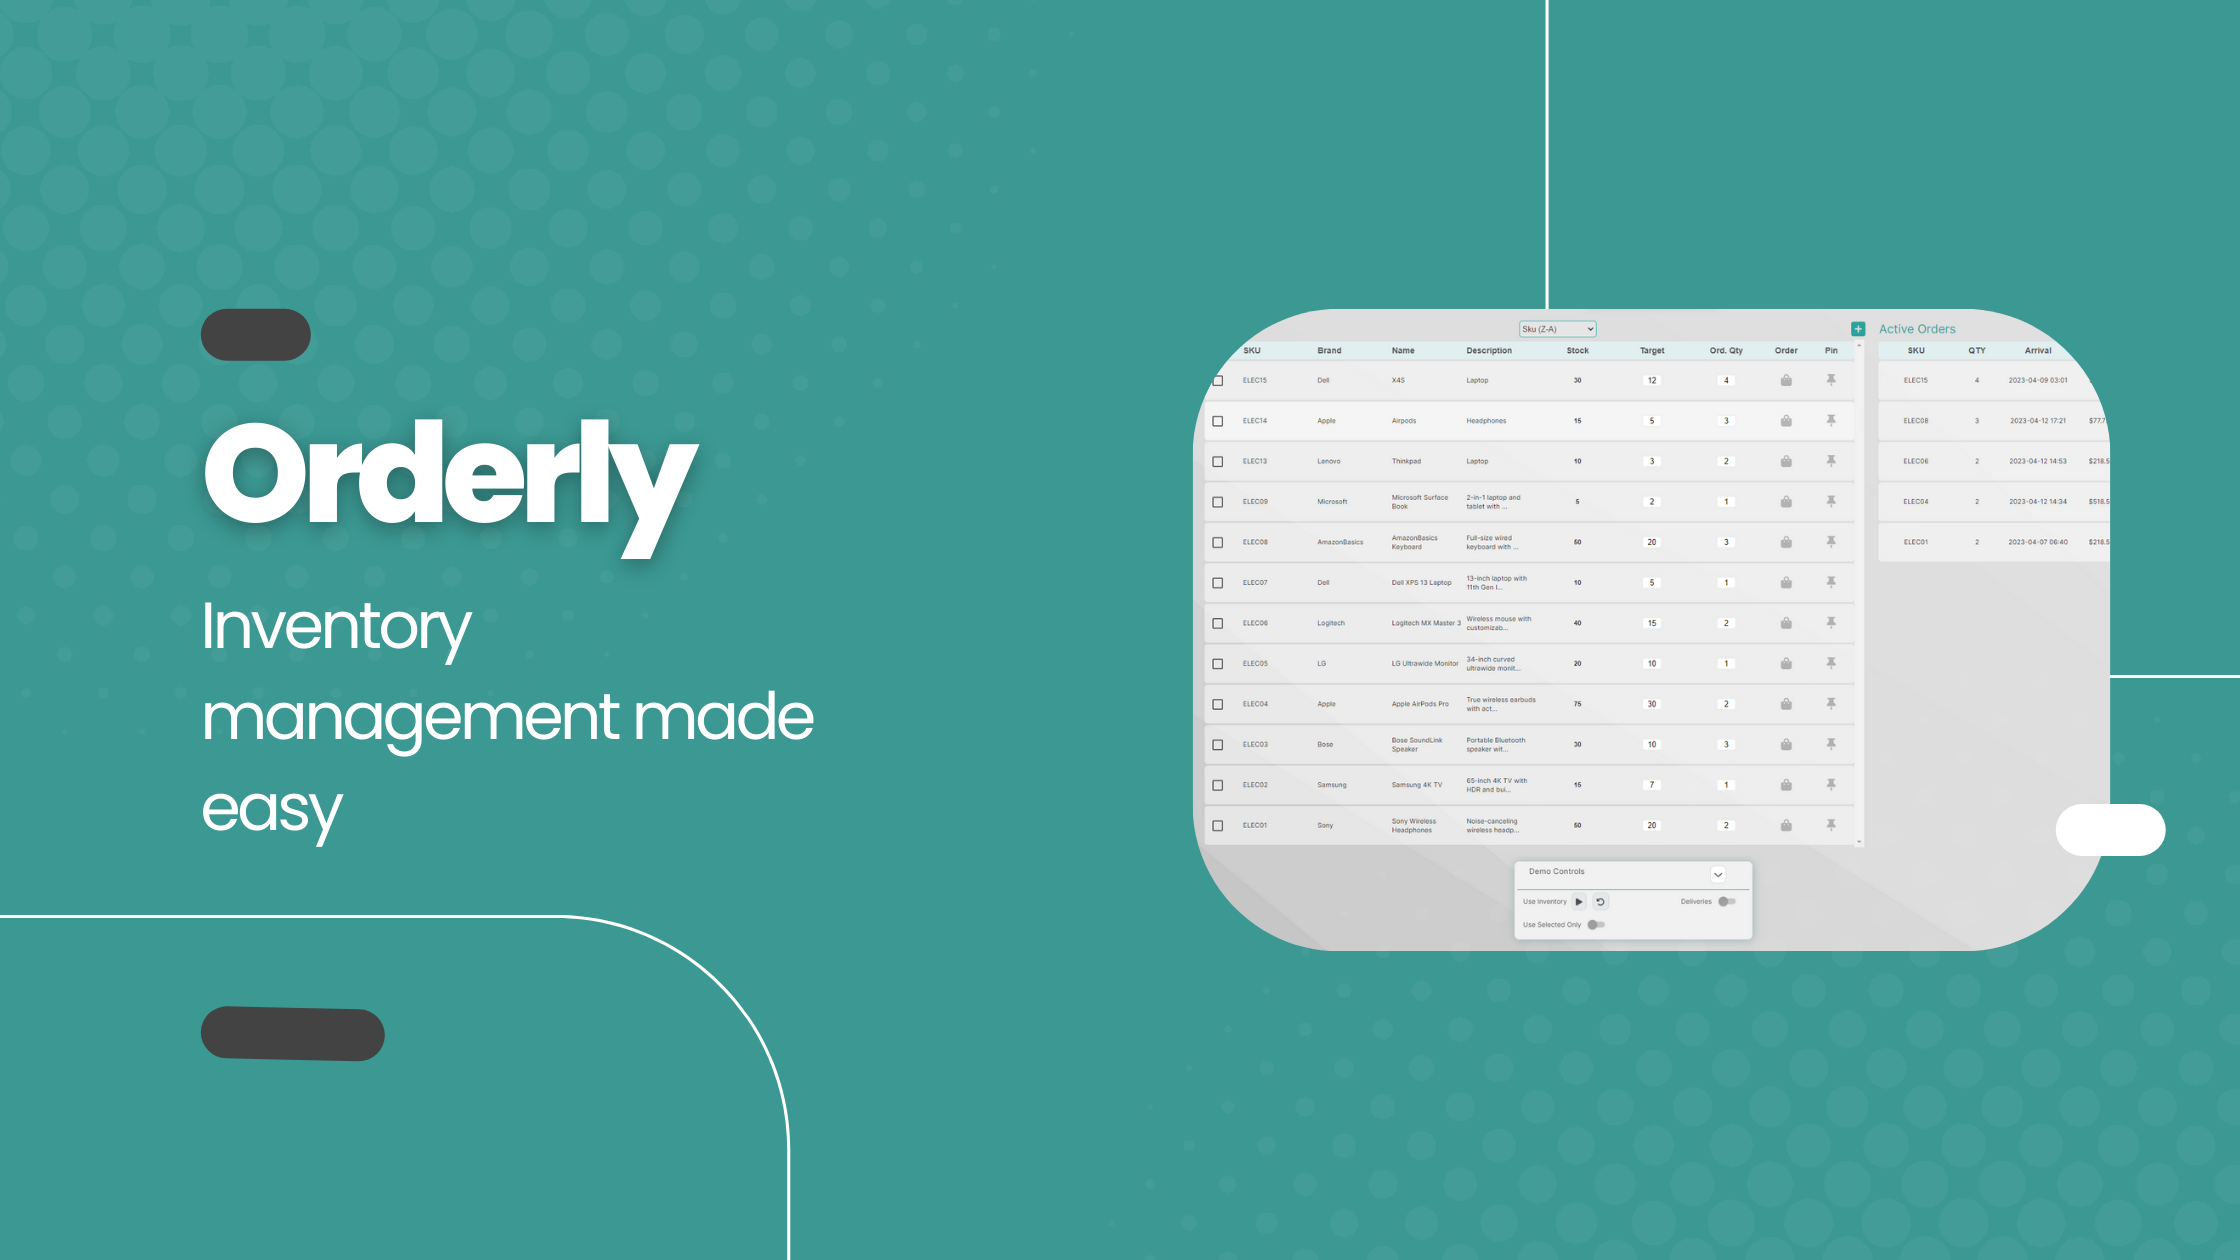 Orderly
Inventory
management made
easy
Sku (Z-A)
SKU Brand Name Description Stock Target Ord. Qty Order Pin
ELEC15 Dell X4S Laptop 30 12 4
ELEC14 Apple Airpods Headphones 15 5 3
ELEC13 Lenovo Thinkpad Laptop 10 3 2
ELEC09 Microsoft Microsoft Surface Book 2-in-1 laptop and tablet with ... 5 2 1
ELEC08 AmazonBasics AmazonBasics Keyboard Full-size wired keyboard with ... 50 20 3
ELEC07 Dell Dell XPS 13 Laptop 13-inch laptop with 11th Gen I... 10 5 1
ELEC06 Logitech Logitech MX Master 3 Wireless mouse with customizab... 40 15 2
ELEC05 LG LG Ultrawide Monitor 34-inch curved ultrawide monit... 20 10 1
ELEC04 Apple Apple AirPods Pro True wireless earbuds with act... 75 30 2
ELEC03 Bose Bose SoundLink Speaker Portable Bluetooth speaker wit... 30 10 3
ELEC02 Samsung Samsung 4K TV 65-inch 4K TV with HDR and bui... 15 7 1
ELEC01 Sony Sony Wireless Headphones Noise-canceling wireless headp... 50 20 2
Active Orders
SKU QTY Arrival
ELEC15 4 2023-04-09 03:01
ELEC08 3 2023-04-12 17:21 $77.7
ELEC06 2 2023-04-12 14:53 $218.5
ELEC04 2 2023-04-12 14:34 $518.5
ELEC01 2 2023-04-07 06:40 $218.5
Demo Controls
Use Inventory Deliveries
Use Selected Only